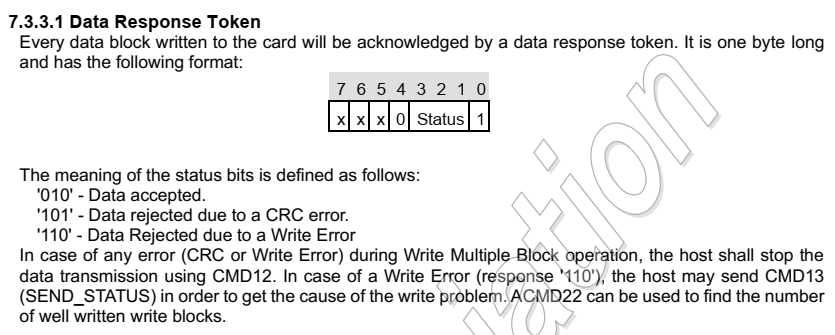 7.3.3.1 Data Response Token
Every data block written to the card will be acknowledged by a data response token. It is one byte long
and has the following format:
7 6 5 4 3 2 1 0
x x x 0 Status 1
The meaning of the status bits is defined as follows:
'010' - Data accepted.
'101' - Data rejected due to a CRC error.
'110' - Data Rejected due to a Write Error
In case of any error (CRC or Write Error) during Write Multiple Block operation, the host shall stop the
data transmission using CMD12. In case of a Write Error (response '110'), the host may send CMD13
(SEND_STATUS) in order to get the cause of the write problem. ACMD22 can be used to find the number
of well written write blocks.